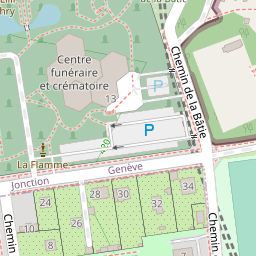 Centre
funéraire
et crématoire
13
P
P
Chemin de la Bâtie
La Flamme
Jonction
Genève
Chemin
Chemin
10
8
28
26
24
32
30
28
34